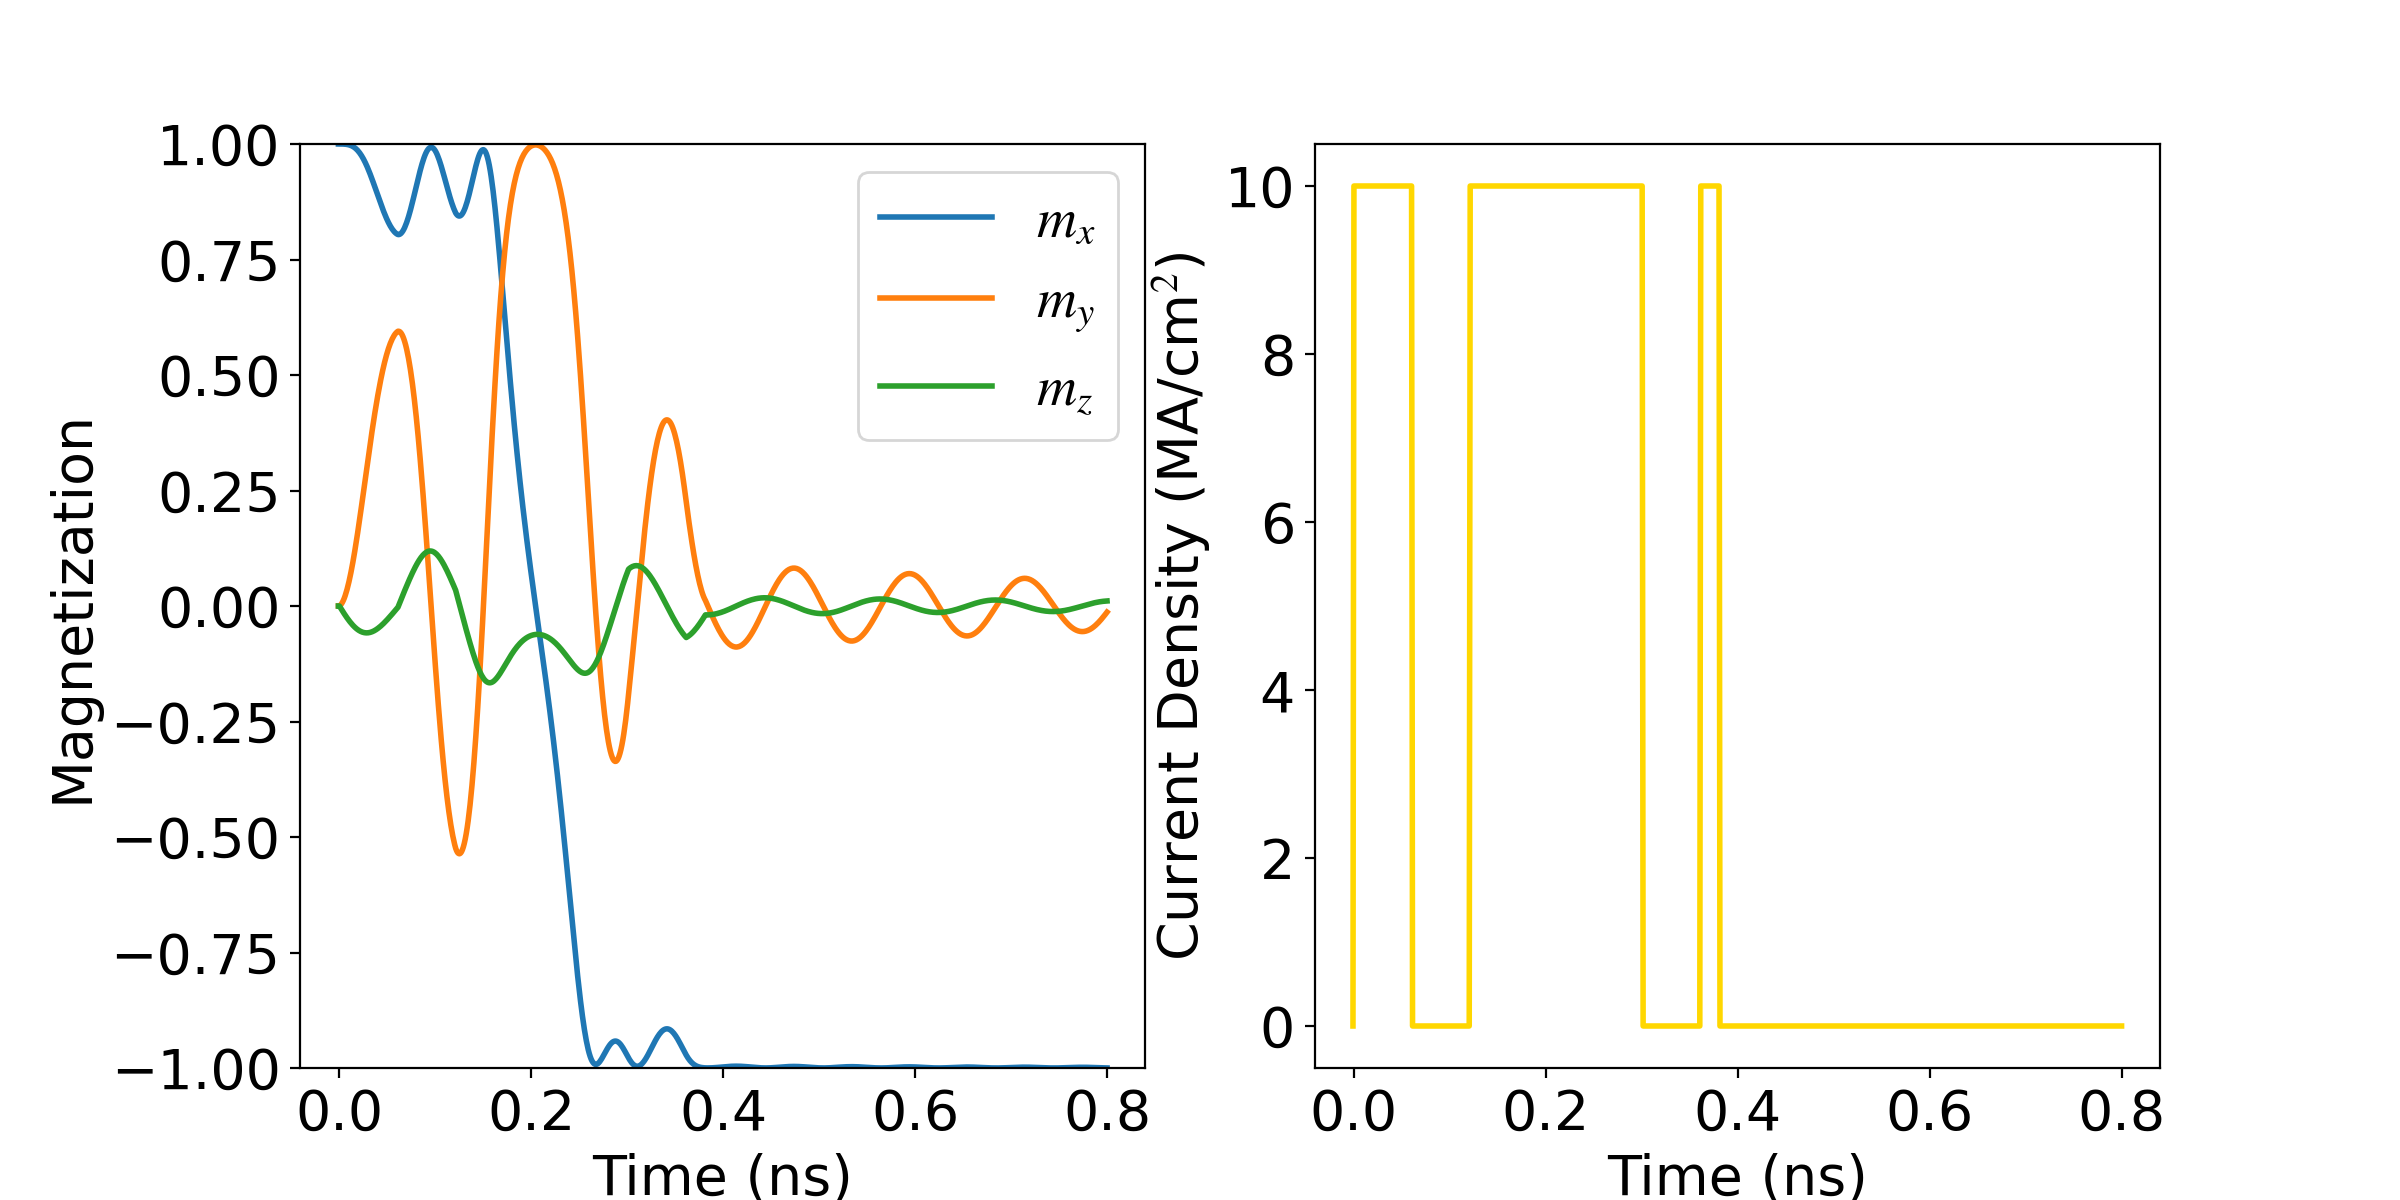 Magnetization
1.00
0.75
0.50
0.25
0.00
−0.25
−0.50
−0.75
−1.00
0.0 0.2 0.4 0.6 0.8
Time (ns)
m_x
m_y
m_z
Current Density (MA/cm²)
10
8
6
4
2
0
0.0 0.2 0.4 0.6 0.8
Time (ns)